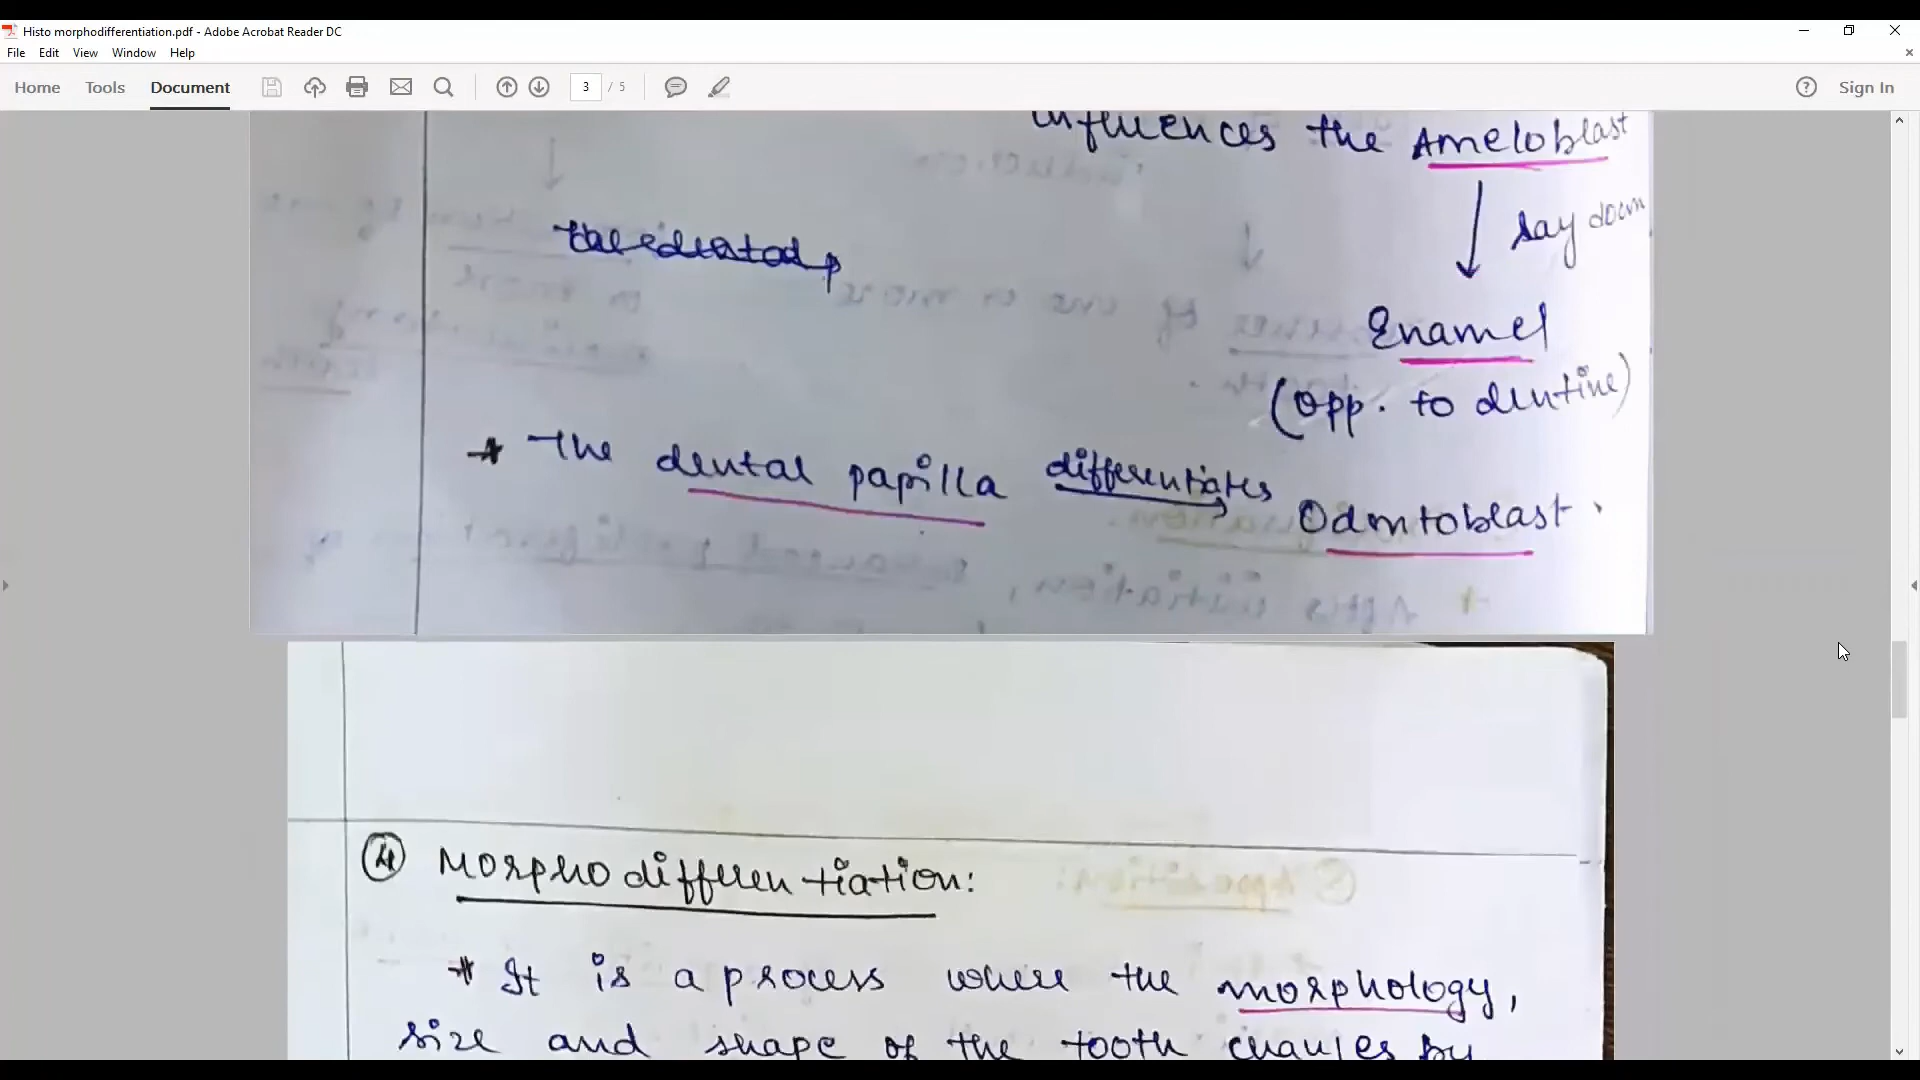 Histo morphodifferentiation.pdf - Adobe Acrobat Reader DC
File Edit View Window Help
Home Tools Document 3 / 5 Sign In
influences the Ameloblast
lay down
Enamel
(opp. to dentine)
* The dental papilla differentiates Odontoblast.
④ Morphodifferentiation:
* It is a process where the morphology,
size and shape of the tooth changes by